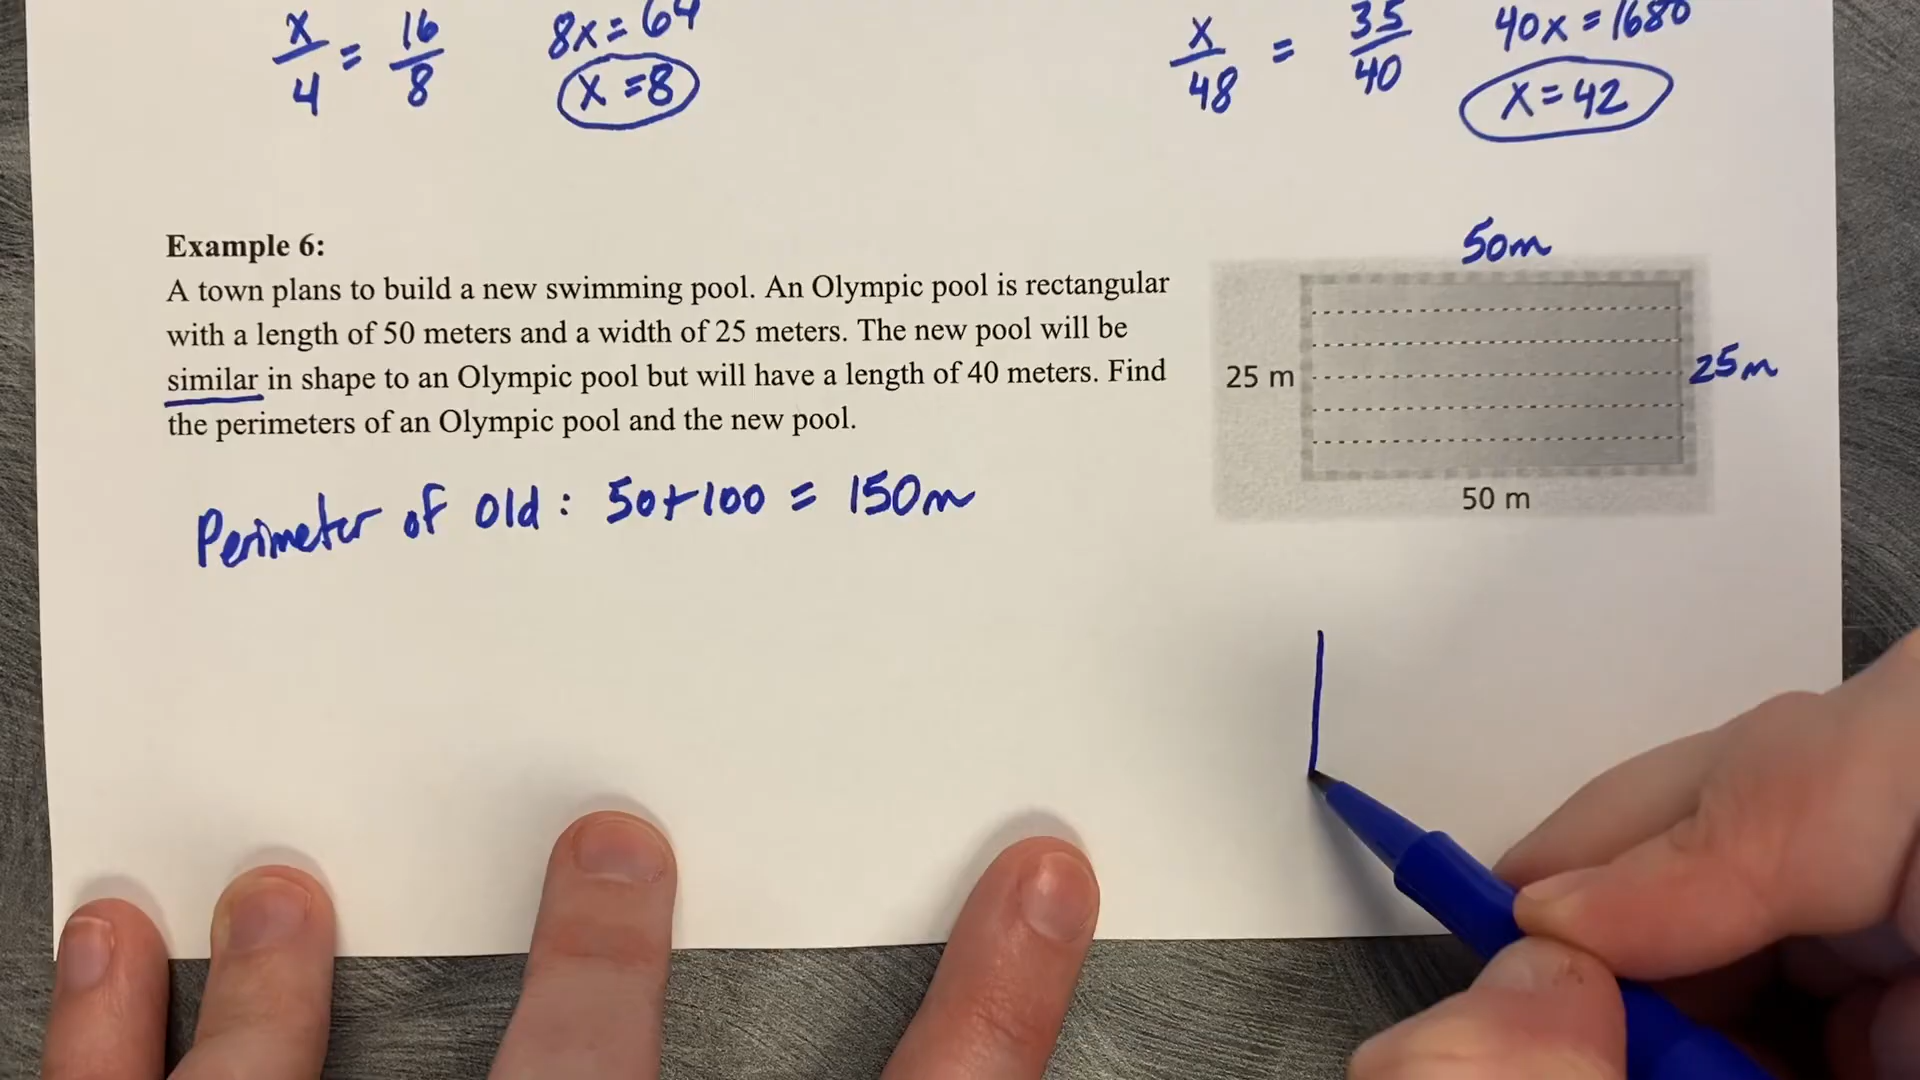 x/4 = 16/8
8x = 64
x = 8
x/48 = 35/40
40x = 1680
x = 42
Example 6:
A town plans to build a new swimming pool. An Olympic pool is rectangular
with a length of 50 meters and a width of 25 meters. The new pool will be
similar in shape to an Olympic pool but will have a length of 40 meters. Find
the perimeters of an Olympic pool and the new pool.
50m
25 m
25m
50 m
Perimeter of old: 50+100 = 150m